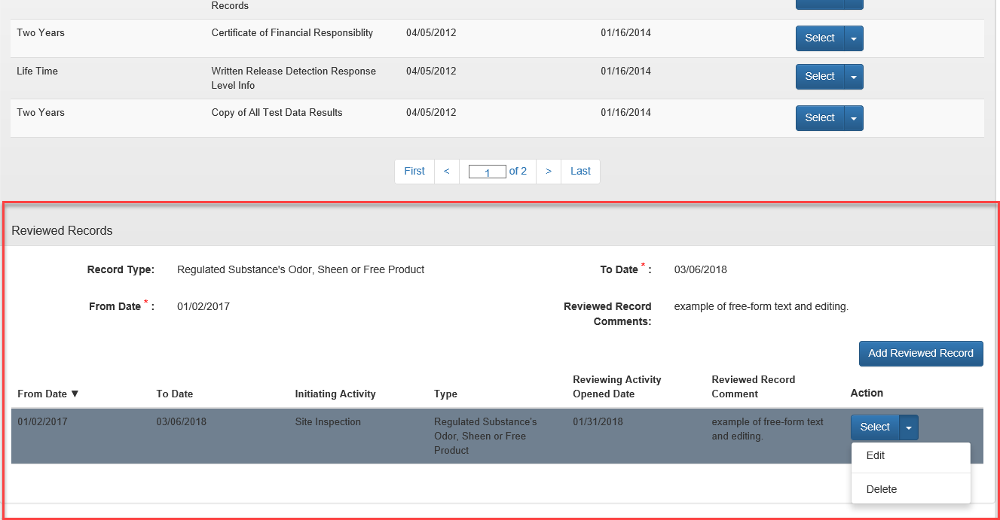 Records
Two Years Certificate of Financial Responsiblity 04/05/2012 01/16/2014 Select
Life Time Written Release Detection Response 04/05/2012 01/16/2014 Select
Level Info
Two Years Copy of All Test Data Results 04/05/2012 01/16/2014 Select
First < 1 of 2 > Last
Reviewed Records
Record Type: Regulated Substance's Odor, Sheen or Free Product To Date * : 03/06/2018
From Date * : 01/02/2017 Reviewed Record example of free-form text and editing.
Comments:
Add Reviewed Record
Reviewing Activity Reviewed Record
From Date ▼ To Date Initiating Activity Type Opened Date Comment Action
01/02/2017 03/06/2018 Site Inspection Regulated Substance's 01/31/2018 example of free-form text Select
Odor, Sheen or Free and editing.
Product
Edit
Delete